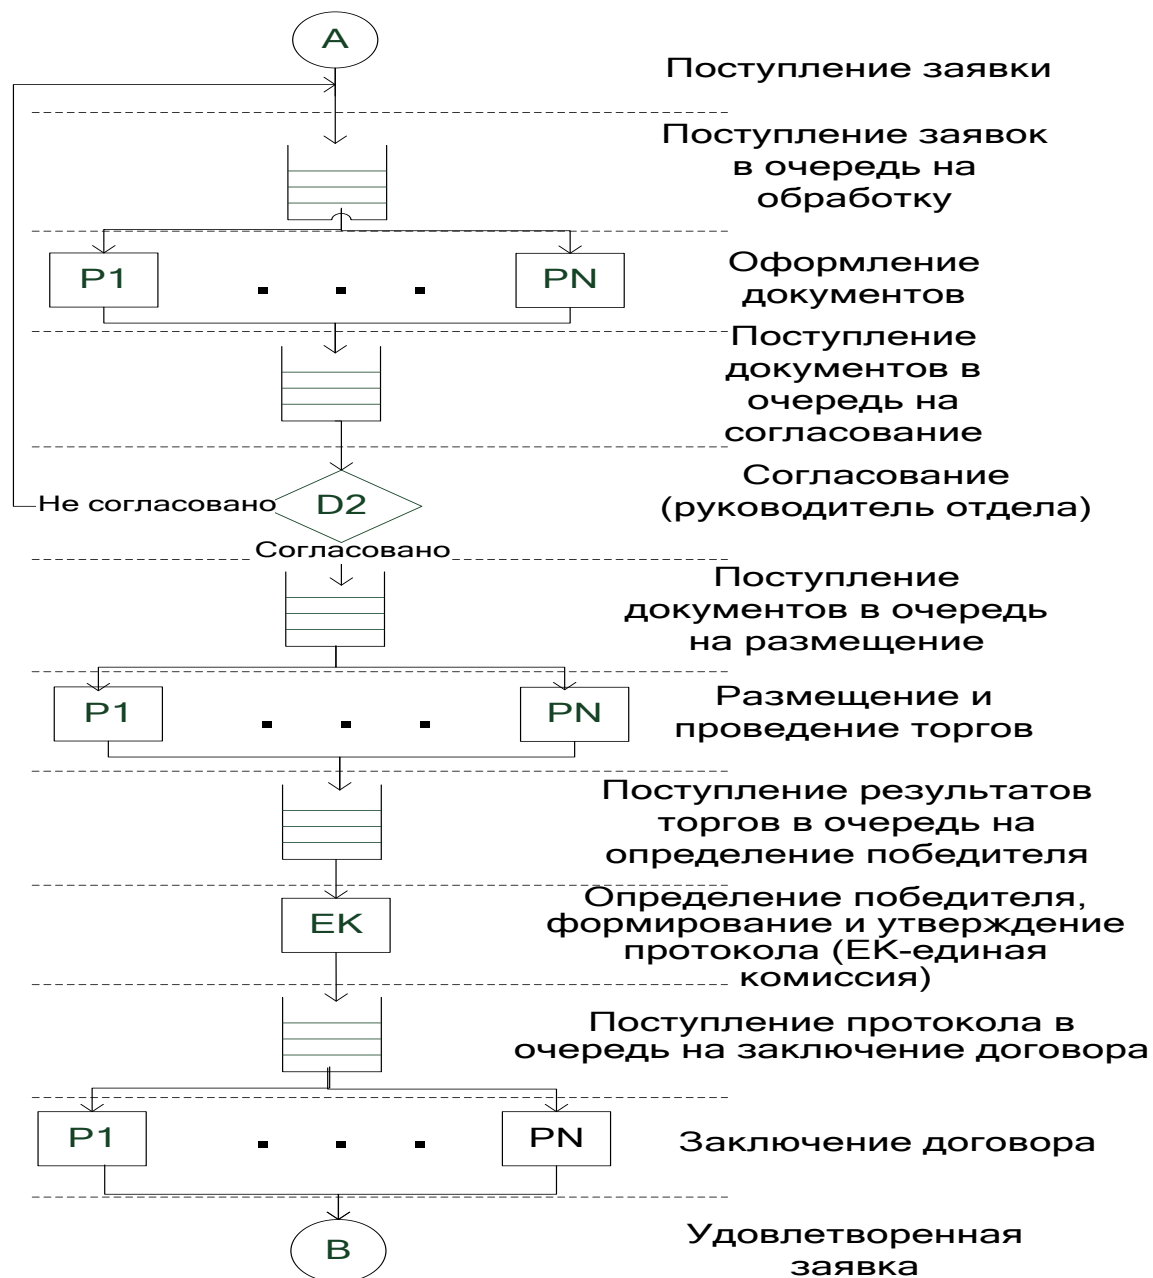 A
Поступление заявки
Поступление заявок
в очередь на
обработку
P1
PN
Оформление
документов
Поступление
документов в
очередь на
согласование
Согласование
(руководитель отдела)
Не согласовано
D2
Согласовано
Поступление
документов в очередь
на размещение
P1
PN
Размещение и
проведение торгов
Поступление результатов
торгов в очередь на
определение победителя
EK
Определение победителя,
формирование и утверждение
протокола (ЕК-единая
комиссия)
Поступление протокола в
очередь на заключение договора
P1
PN
Заключение договора
B
Удовлетворенная
заявка